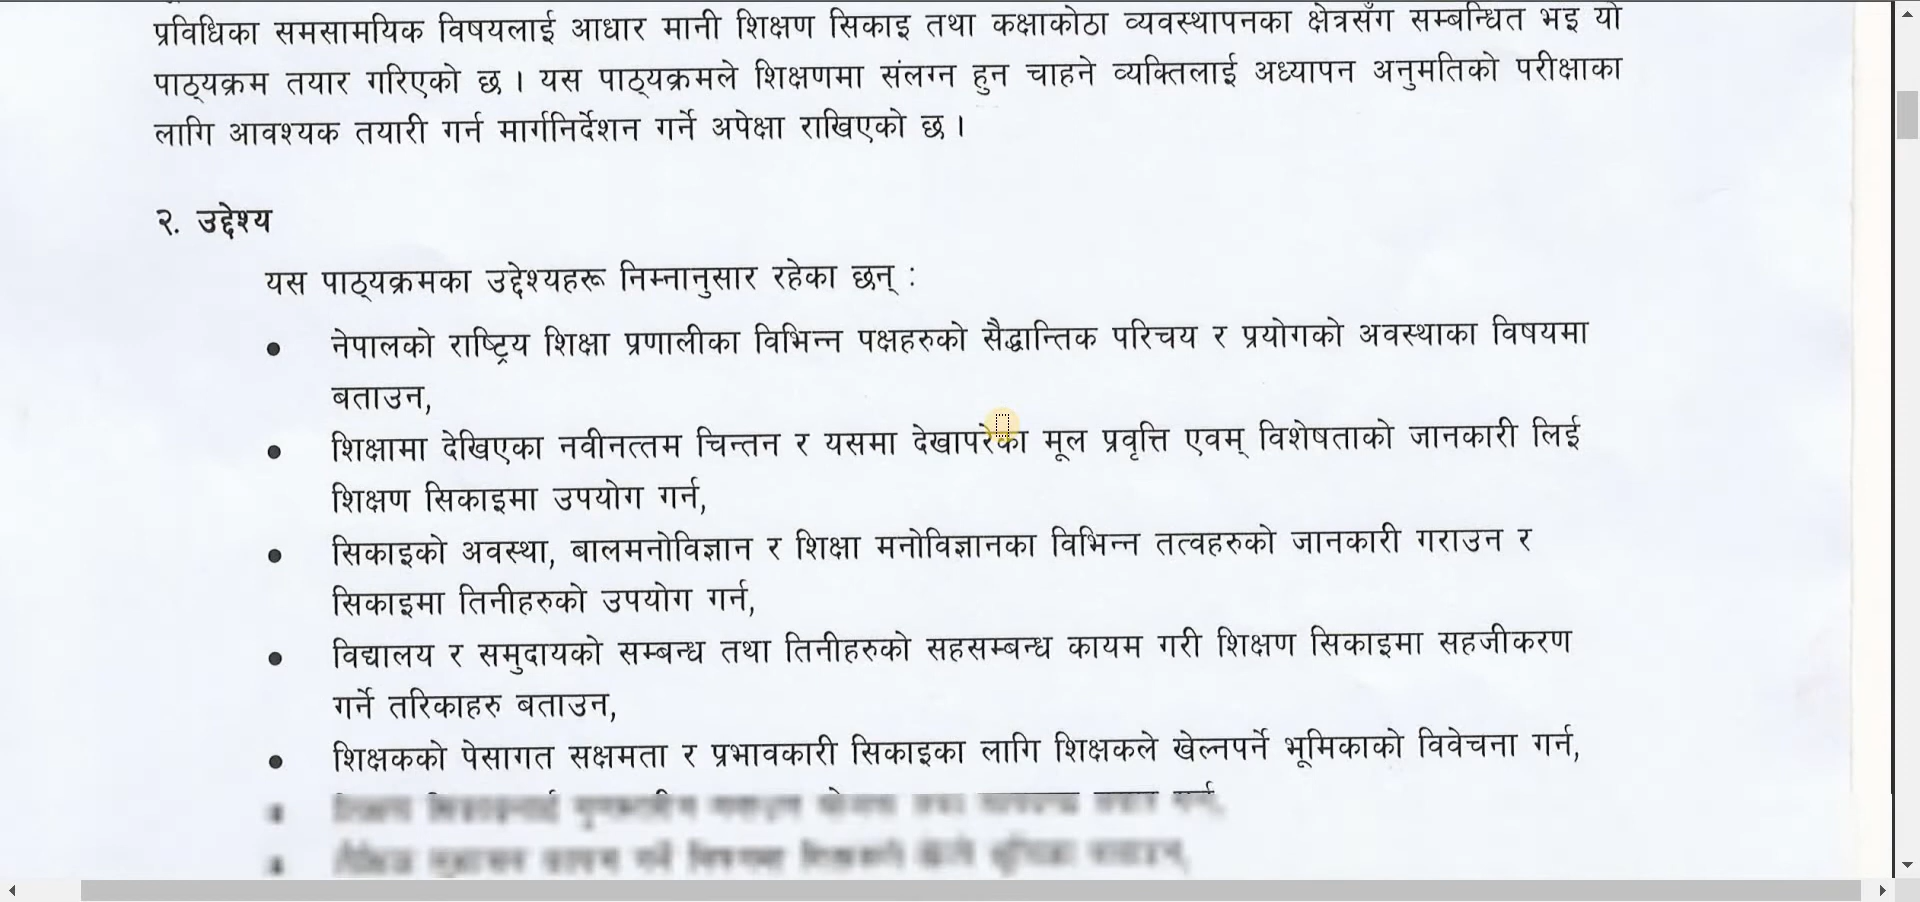 प्रविधिका समसामयिक विषयलाई आधार मानी शिक्षण सिकाइ तथा कक्षाकोठा व्यवस्थापनका क्षेत्रसँग सम्बन्धित भइ यो
पाठ्यक्रम तयार गरिएको छ । यस पाठ्यक्रमले शिक्षणमा संलग्न हुन चाहने व्यक्तिलाई अध्यापन अनुमतिको परीक्षाका
लागि आवश्यक तयारी गर्न मार्गनिर्देशन गर्ने अपेक्षा राखिएको छ ।
२. उद्देश्य
यस पाठ्यक्रमका उद्देश्यहरू निम्नानुसार रहेका छन् :
● नेपालको राष्ट्रिय शिक्षा प्रणालीका विभिन्न पक्षहरुको सैद्धान्तिक परिचय र प्रयोगको अवस्थाका विषयमा
बताउन,
● शिक्षामा देखिएका नवीनत्तम चिन्तन र यसमा देखापरेका मूल प्रवृत्ति एवम् विशेषताको जानकारी लिई
शिक्षण सिकाइमा उपयोग गर्न,
● सिकाइको अवस्था, बालमनोविज्ञान र शिक्षा मनोविज्ञानका विभिन्न तत्वहरुको जानकारी गराउन र
सिकाइमा तिनीहरुको उपयोग गर्न,
● विद्यालय र समुदायको सम्बन्ध तथा तिनीहरुको सहसम्बन्ध कायम गरी शिक्षण सिकाइमा सहजीकरण
गर्ने तरिकाहरु बताउन,
● शिक्षकको पेसागत सक्षमता र प्रभावकारी सिकाइका लागि शिक्षकले खेल्नपर्ने भूमिकाको विवेचना गर्न,